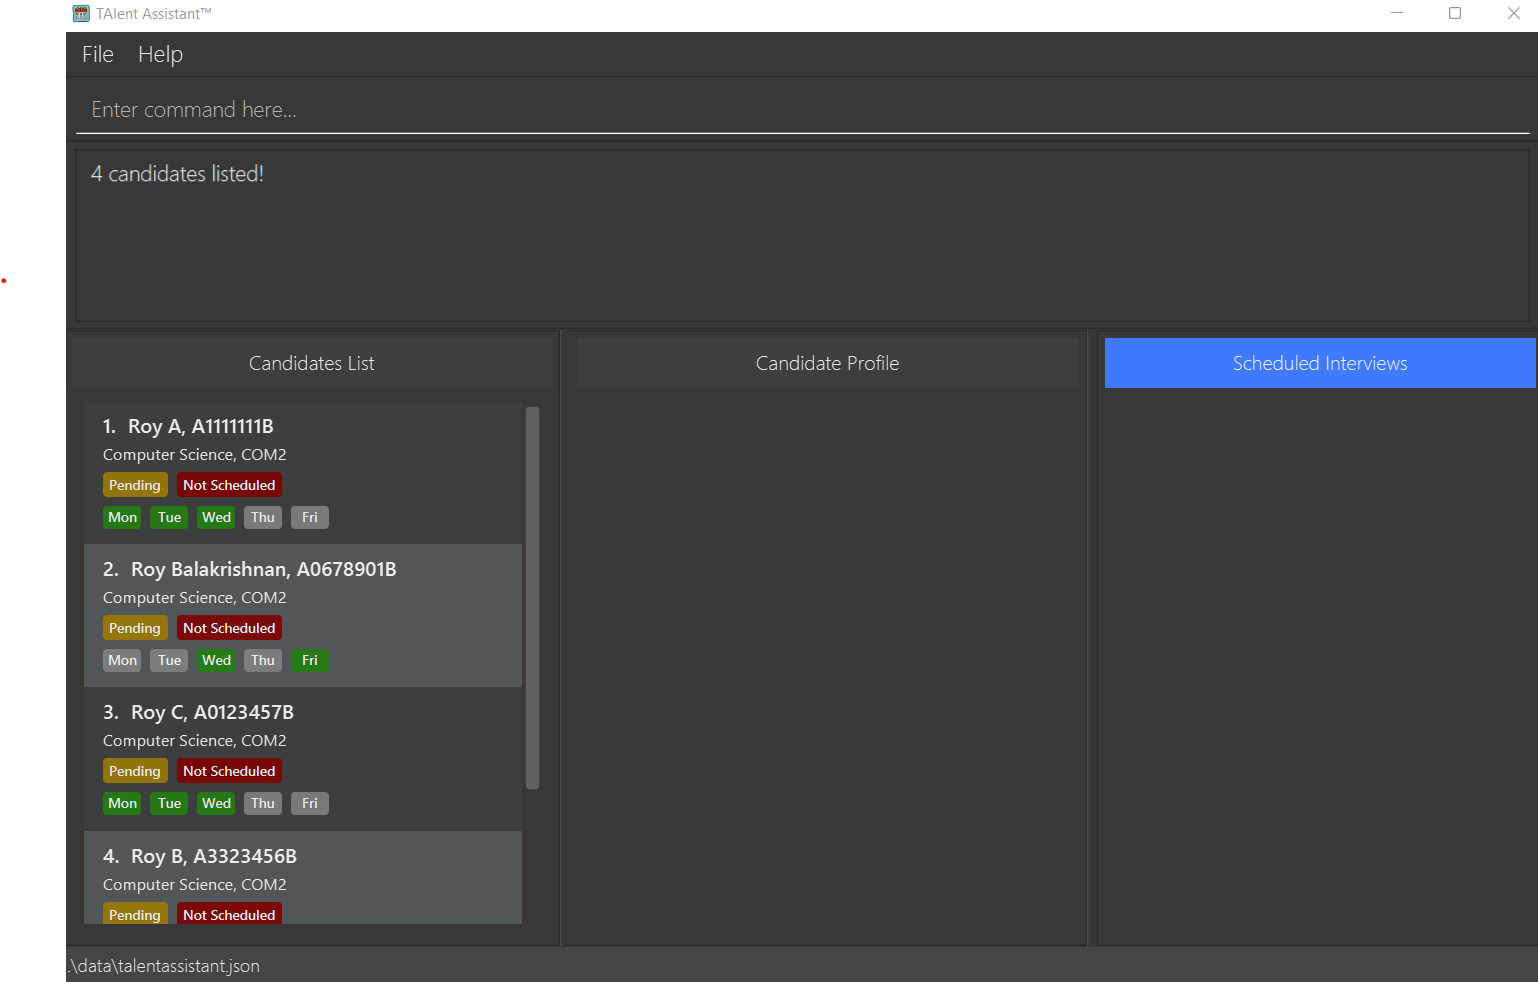 TAlent Assistant™
File Help
Enter command here...
4 candidates listed!
Candidates List
1. Roy A, A1111111B
Computer Science, COM2
Pending Not Scheduled
Mon Tue Wed Thu Fri
2. Roy Balakrishnan, A0678901B
Computer Science, COM2
Pending Not Scheduled
Mon Tue Wed Thu Fri
3. Roy C, A0123457B
Computer Science, COM2
Pending Not Scheduled
Mon Tue Wed Thu Fri
4. Roy B, A3323456B
Computer Science, COM2
Pending Not Scheduled
Candidate Profile
Scheduled Interviews
.\data\talentassistant.json